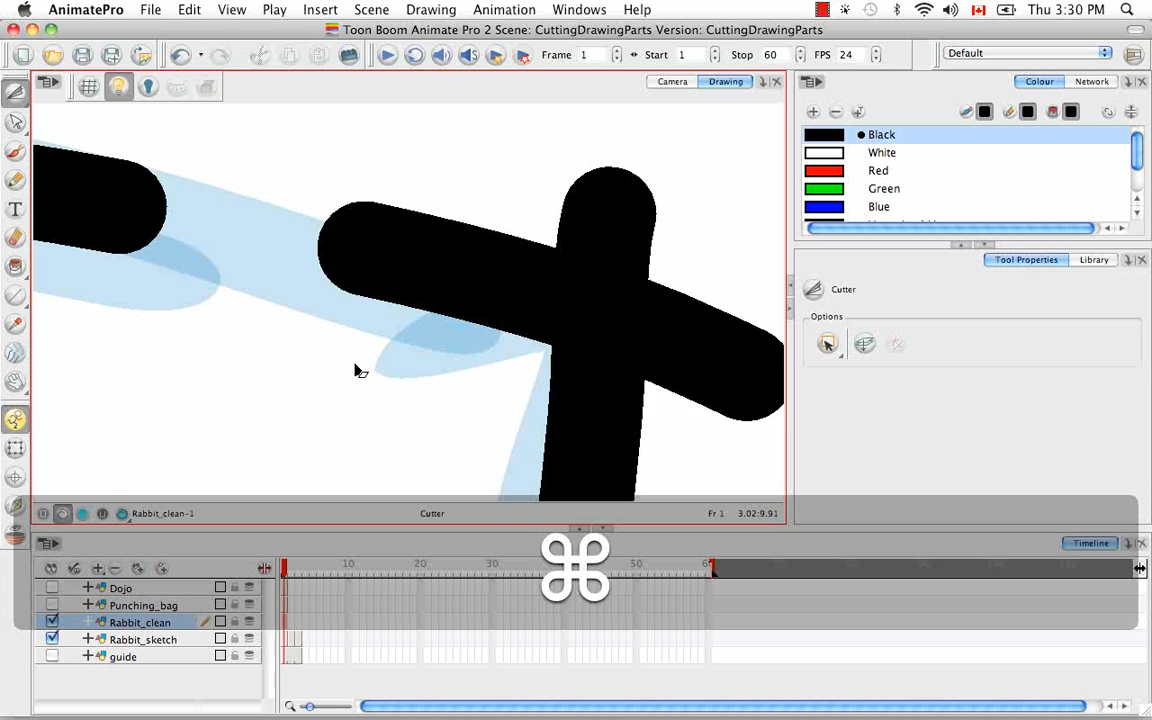 AnimatePro File Edit View Play Insert Scene Drawing Animation Windows Help Thu 3:30 PM
Toon Boom Animate Pro 2 Scene: CuttingDrawingParts Version: CuttingDrawingParts
Frame 1 Start 1 Stop 60 FPS 24 Default
Camera Drawing Colour Network
Black
White
Red
Green
Blue
Tool Properties Library
Cutter
Options
T
Rabbit_clean-1 Cutter Fr 1 3.02:9.91
Timeline
10 20 30 50
Dojo
Punching_bag
Rabbit_clean
Rabbit_sketch
guide